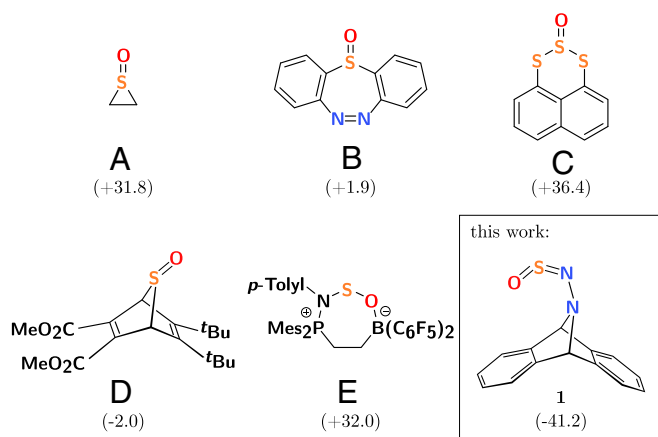 O
S
A
(+31.8)
O
S
N=N
B
(+1.9)
O
S S S
C
(+36.4)
O
S
MeO2C
MeO2C
tBu
tBu
D
(-2.0)
p-Tolyl
N S O
⊕ ⊖
Mes2P B(C6F5)2
E
(+32.0)
this work:
O S N
N
1
(-41.2)